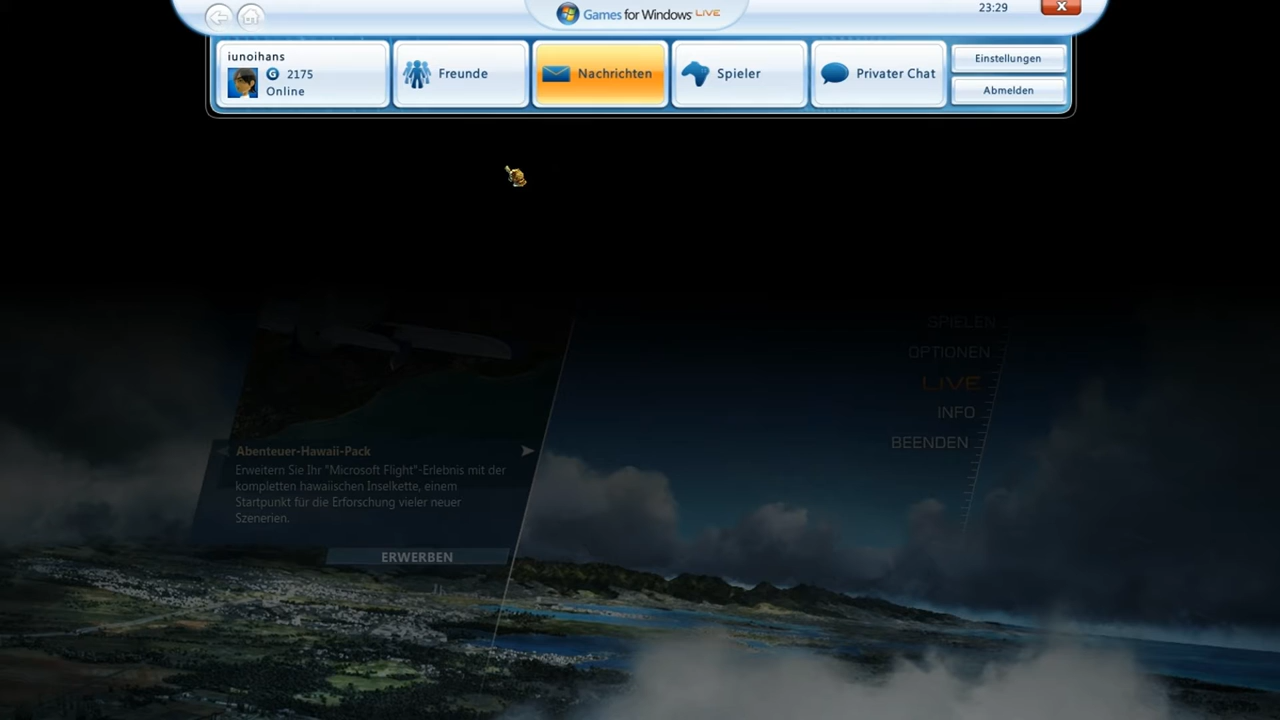 Games for Windows LIVE
23:29
iunoihans
G 2175
Online
Freunde
Nachrichten
Spieler
Privater Chat
Einstellungen
Abmelden
SPIELEN
OPTIONEN
LIVE
INFO
BEENDEN
Abenteuer-Hawaii-Pack
Erweitern Sie Ihr "Microsoft Flight"-Erlebnis mit der
kompletten hawaiischen Inselkette, einem
Startpunkt für die Erforschung vieler neuer
Szenerien.
ERWERBEN